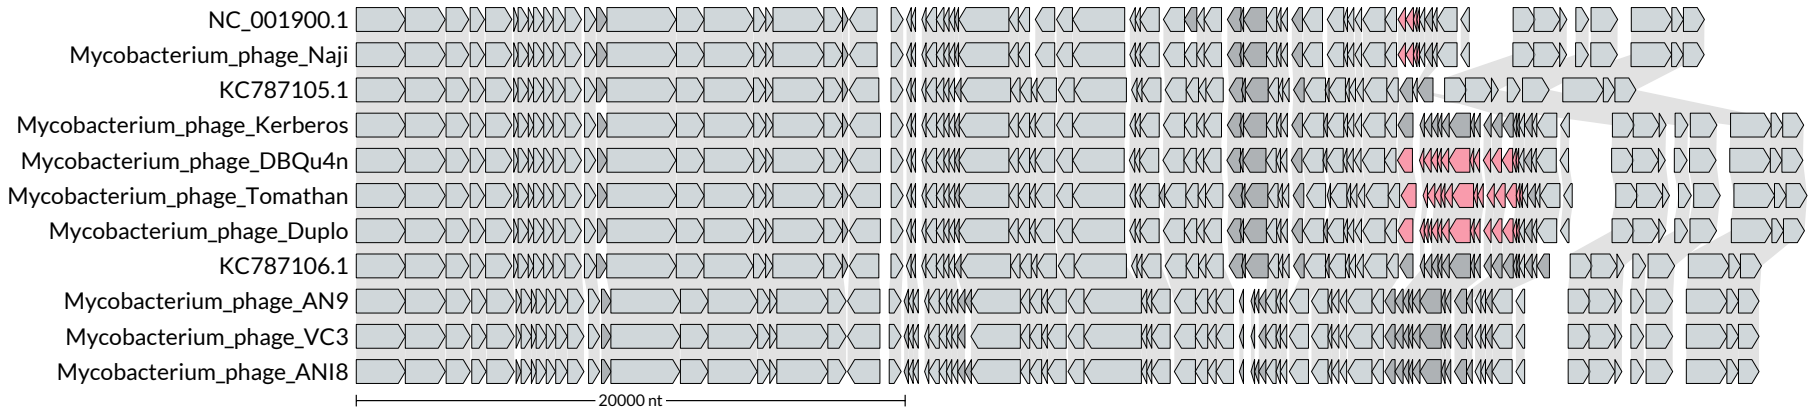 NC_001900.1
Mycobacterium_phage_Naji
KC787105.1
Mycobacterium_phage_Kerberos
Mycobacterium_phage_DBQu4n
Mycobacterium_phage_Tomathan
Mycobacterium_phage_Duplo
KC787106.1
Mycobacterium_phage_AN9
Mycobacterium_phage_VC3
Mycobacterium_phage_ANI8
20000 nt